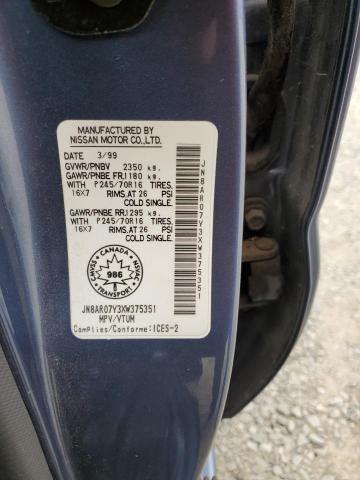 MANUFACTURED BY
NISSAN MOTOR CO.,LTD.
DATE 3/99
GVWR/PNBV 2350 kg.
GAWR/PNBE FR.1180 kg.
WITH P245/70R16 TIRES,
16X7 RIMS,AT 26 PSI
COLD SINGLE.
GAWR/PNBE RR.1295 kg.
WITH P245/70R16 TIRES,
16X7 RIMS,AT 26 PSI
COLD SINGLE.
CANADA
CMVSS
NSVAC
986
TRANSPORT
JN8AR07Y3XW375351
MPV/VTUM
Complies/Conforme:ICES-2
JN8AR07Y3XW375351